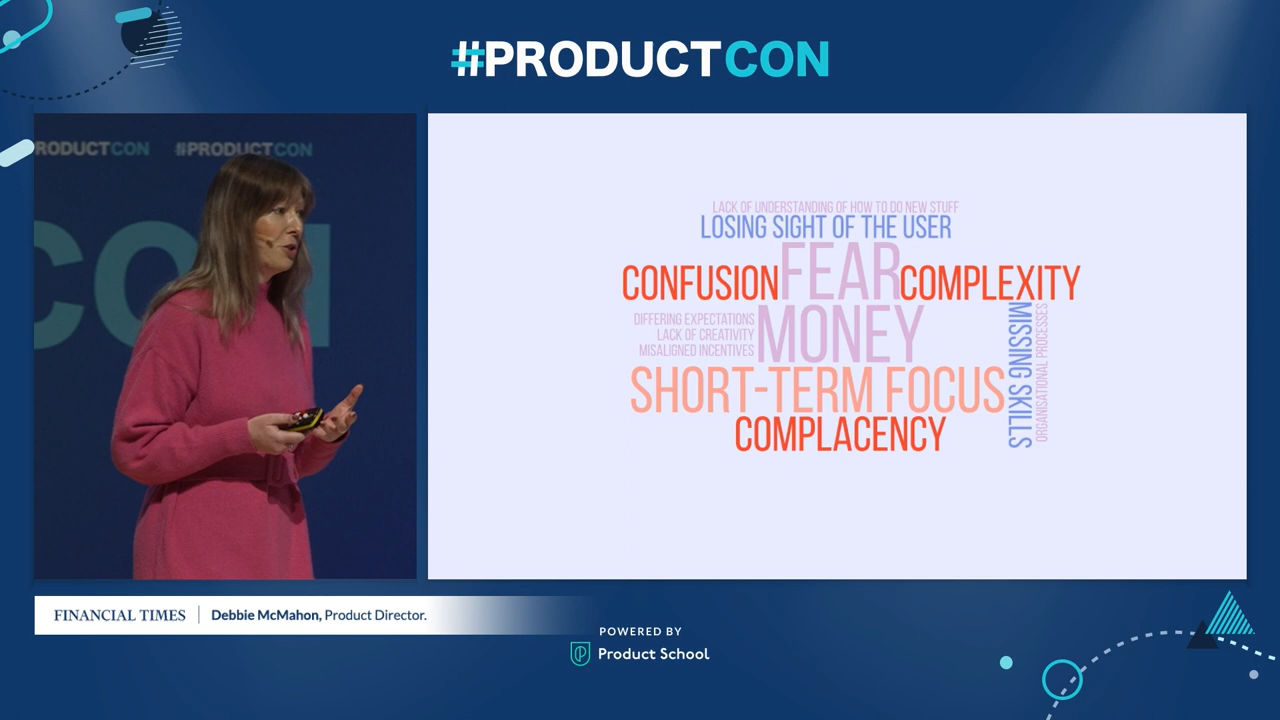 #PRODUCTCON
RODUCTCON #PRODUCTCON
CON
LACK OF UNDERSTANDING OF HOW TO DO NEW STUFF
LOSING SIGHT OF THE USER
CONFUSION FEAR COMPLEXITY
DIFFERING EXPECTATIONS
LACK OF CREATIVITY
MISALIGNED INCENTIVES
MONEY
MISSING SKILLS
ORGANISATIONAL PROCESSES
SHORT-TERM FOCUS
COMPLACENCY
FINANCIAL TIMES | Debbie McMahon, Product Director.
POWERED BY
Product School